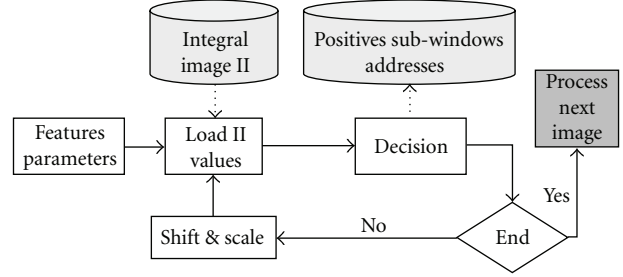 Integral
image II
Positives sub-windows
addresses
Process
next
image
Features
parameters
Load II
values
Decision
Yes
Shift & scale
No
End